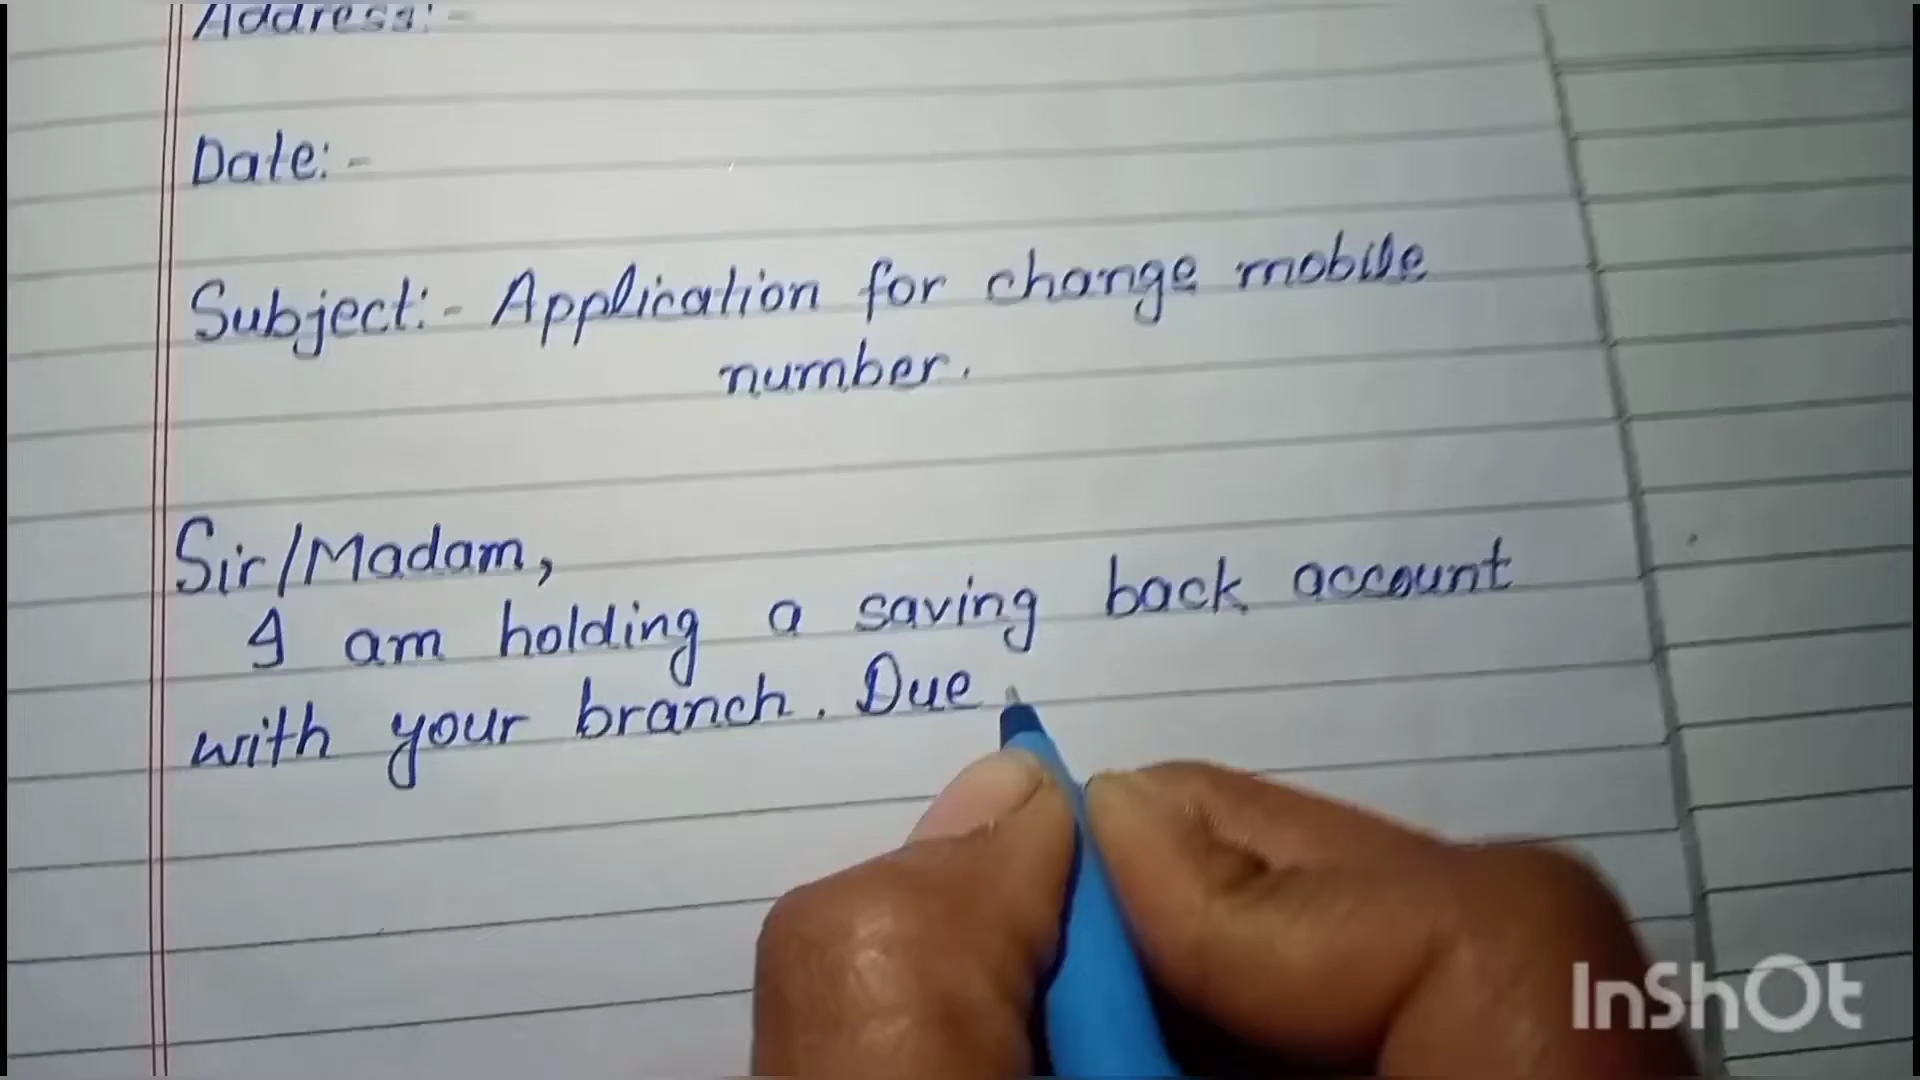 Address:-
Date:-
Subject:- Application for change mobile
number.
Sir/Madam,
I am holding a saving back account
with your branch. Due
InShOt